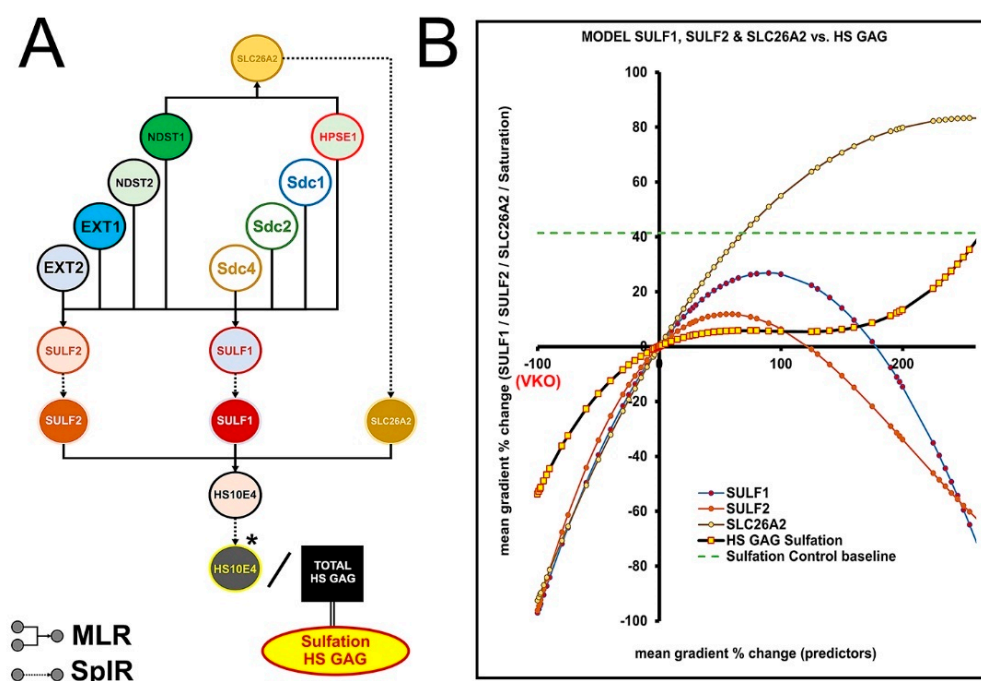 A
SLC26A2
NDST1
HPSE1
NDST2
Sdc1
EXT1
Sdc2
EXT2
Sdc4
SULF2
SULF1
SULF2
SULF1
SLC26A2
HS10E4
HS10E4
*
/
TOTAL
HS GAG
Sulfation
HS GAG
MLR
SplR
B
MODEL SULF1, SULF2 & SLC26A2 vs. HS GAG
mean gradient % change (SULF1 / SULF2 / SLC26A2 / Saturation)
100
80
60
40
20
0
-20
-40
-60
-80
-100
-100
0
100
200
(VKO)
SULF1
SULF2
SLC26A2
HS GAG Sulfation
Sulfation Control baseline
mean gradient % change (predictors)